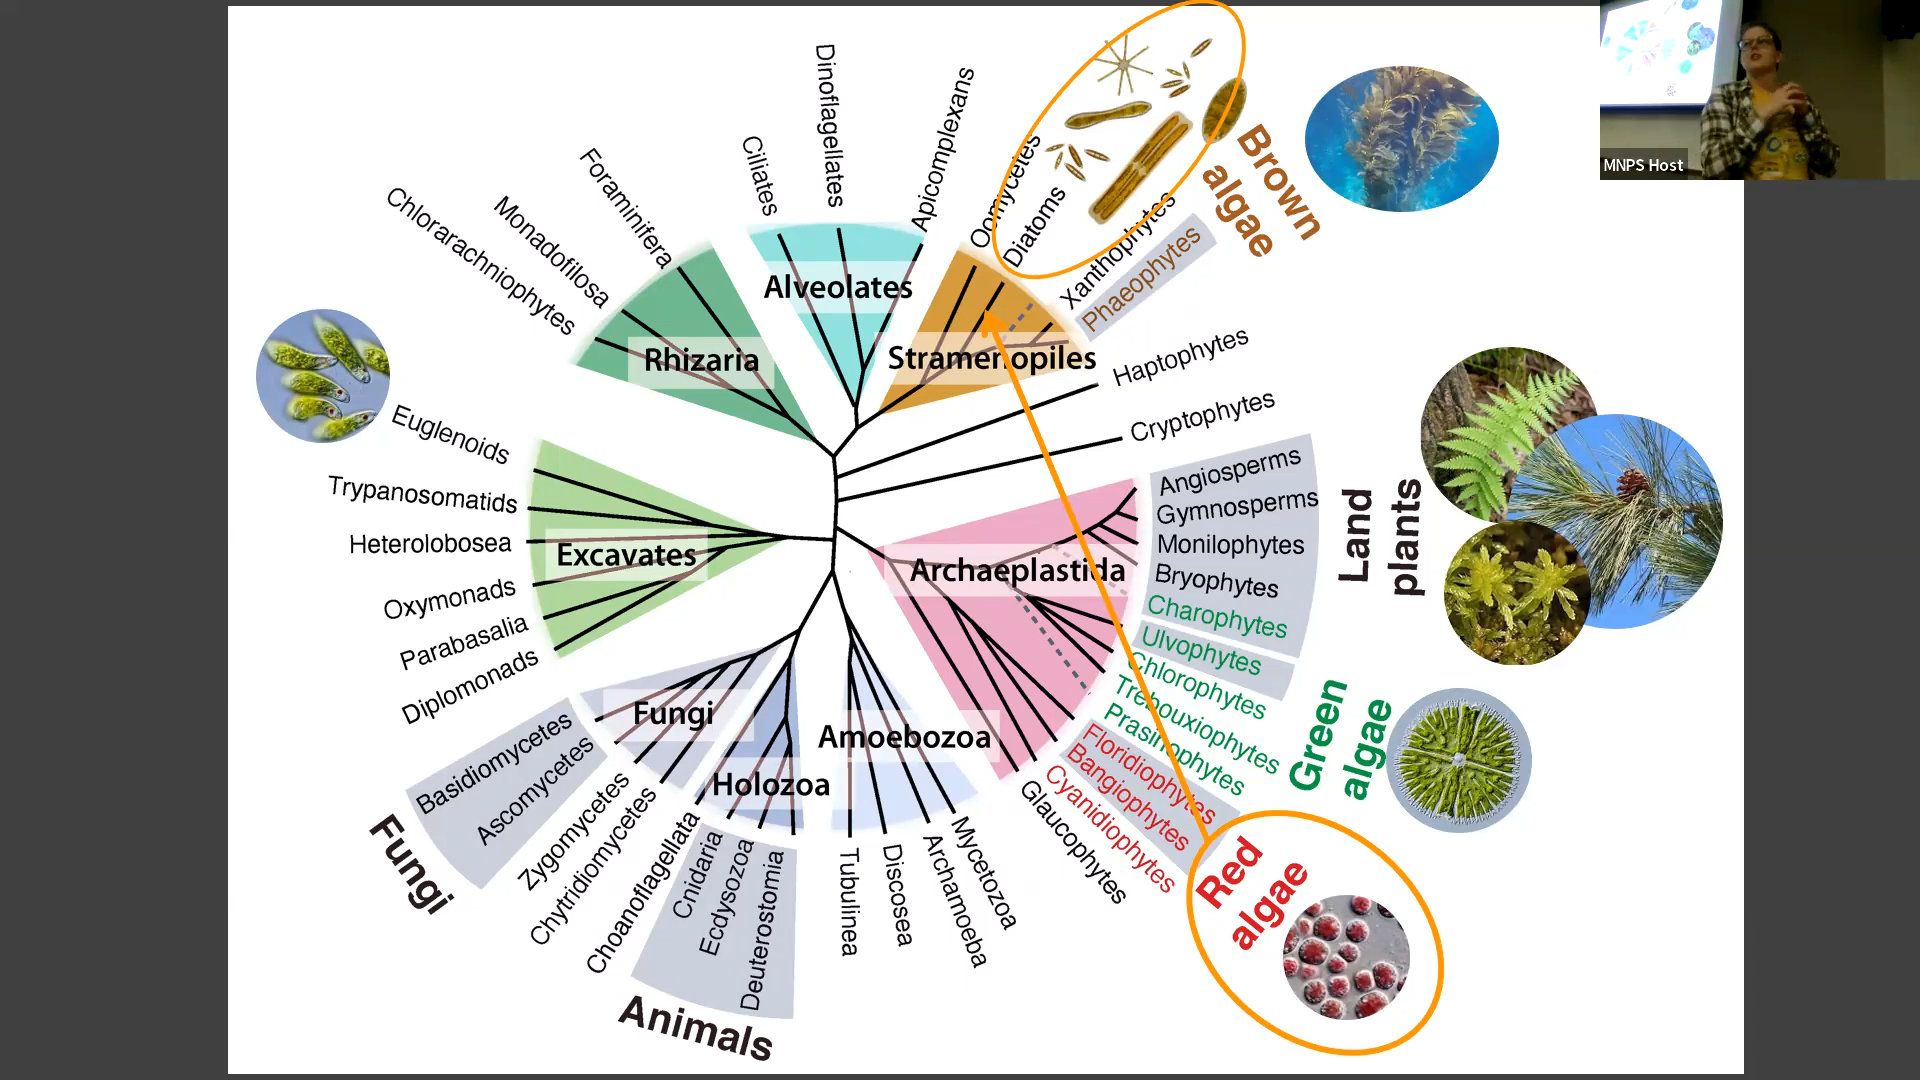 Dinoflagellates
Ciliates
Apicomplexans
Foraminifera
Monadofilosa
Chlorarachniophytes
Oomycetes
Diatoms
Xanthophytes
Phaeophytes
Brown
algae
MNPS Host
Alveolates
Rhizaria
Stramenopiles
Haptophytes
Cryptophytes
Euglenoids
Trypanosomatids
Heterolobosea
Oxymonads
Parabasalia
Diplomonads
Excavates
Archaeplastida
Angiosperms
Gymnosperms
Monilophytes
Bryophytes
Charophytes
Land
plants
Ulvophytes
Chlorophytes
Trebouxiophytes
Prasinophytes
Green
algae
Floridiophytes
Bangiophytes
Cyanidiophytes
Red
algae
Glaucophytes
Fungi
Holozoa
Amoebozoa
Basidiomycetes
Ascomycetes
Zygomycetes
Chytridiomycetes
Fungi
Choanoflagellata
Cnidaria
Ecdysozoa
Deuterostomia
Animals
Tubulinea
Discosea
Archamoeba
Mycetozoa